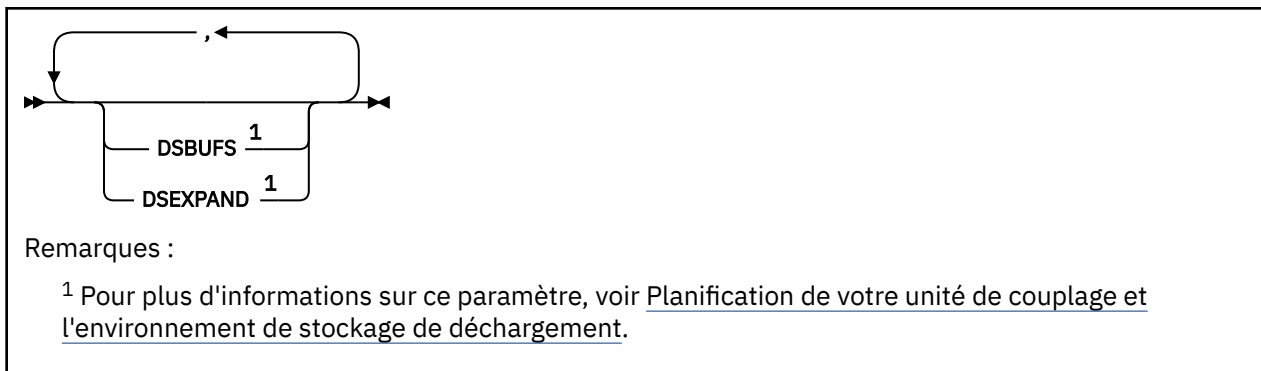 ,
DSBUFS 1
DSEXPAND 1
Remarques :
1 Pour plus d'informations sur ce paramètre, voir Planification de votre unité de couplage et
l'environnement de stockage de déchargement.